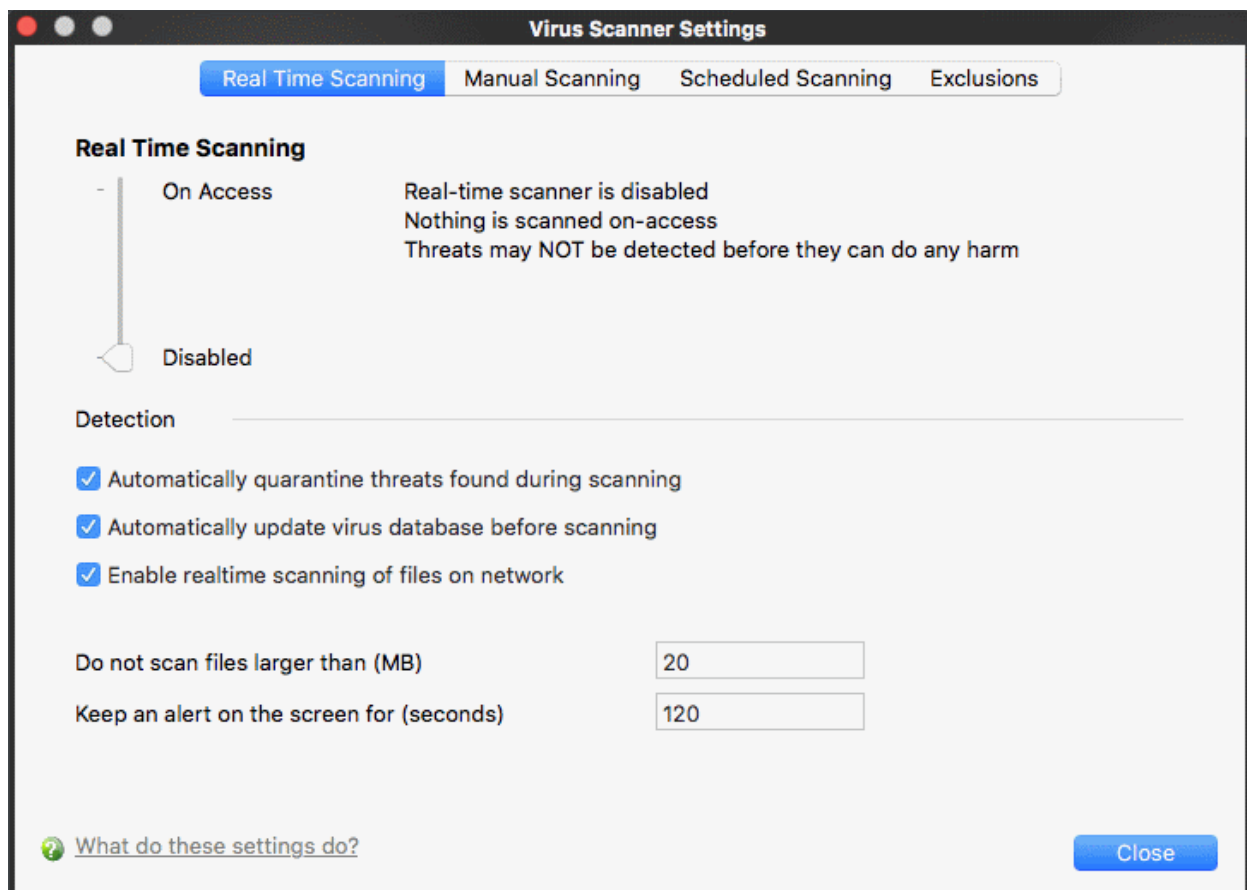 Virus Scanner Settings
Real Time Scanning Manual Scanning Scheduled Scanning Exclusions
Real Time Scanning
On Access
Real-time scanner is disabled
Nothing is scanned on-access
Threats may NOT be detected before they can do any harm
Disabled
Detection
Automatically quarantine threats found during scanning
Automatically update virus database before scanning
Enable realtime scanning of files on network
Do not scan files larger than (MB) 20
Keep an alert on the screen for (seconds) 120
What do these settings do?
Close